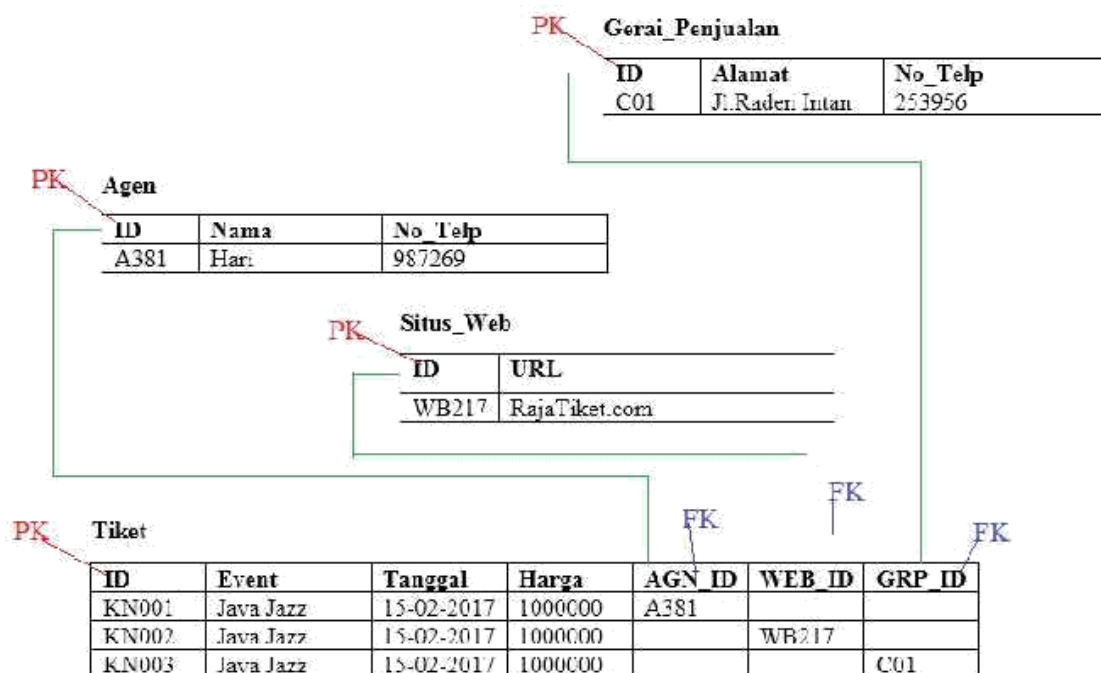 PK Gerai_Penjualan
ID Alamat No_Telp
C01 Jl.Raden Intan 253956
PK Agen
ID Nama No_Telp
A381 Hari 987269
PK Situs_Web
ID URL
WB217 RajaTiket.com
FK
FK
FK
PK Tiket
ID Event Tanggal Harga AGN_ID WEB_ID GRP_ID
KN001 Java Jazz 15-02-2017 1000000 A381
KN002 Java Jazz 15-02-2017 1000000 WB217
KN003 Java Jazz 15-02-2017 1000000 C01